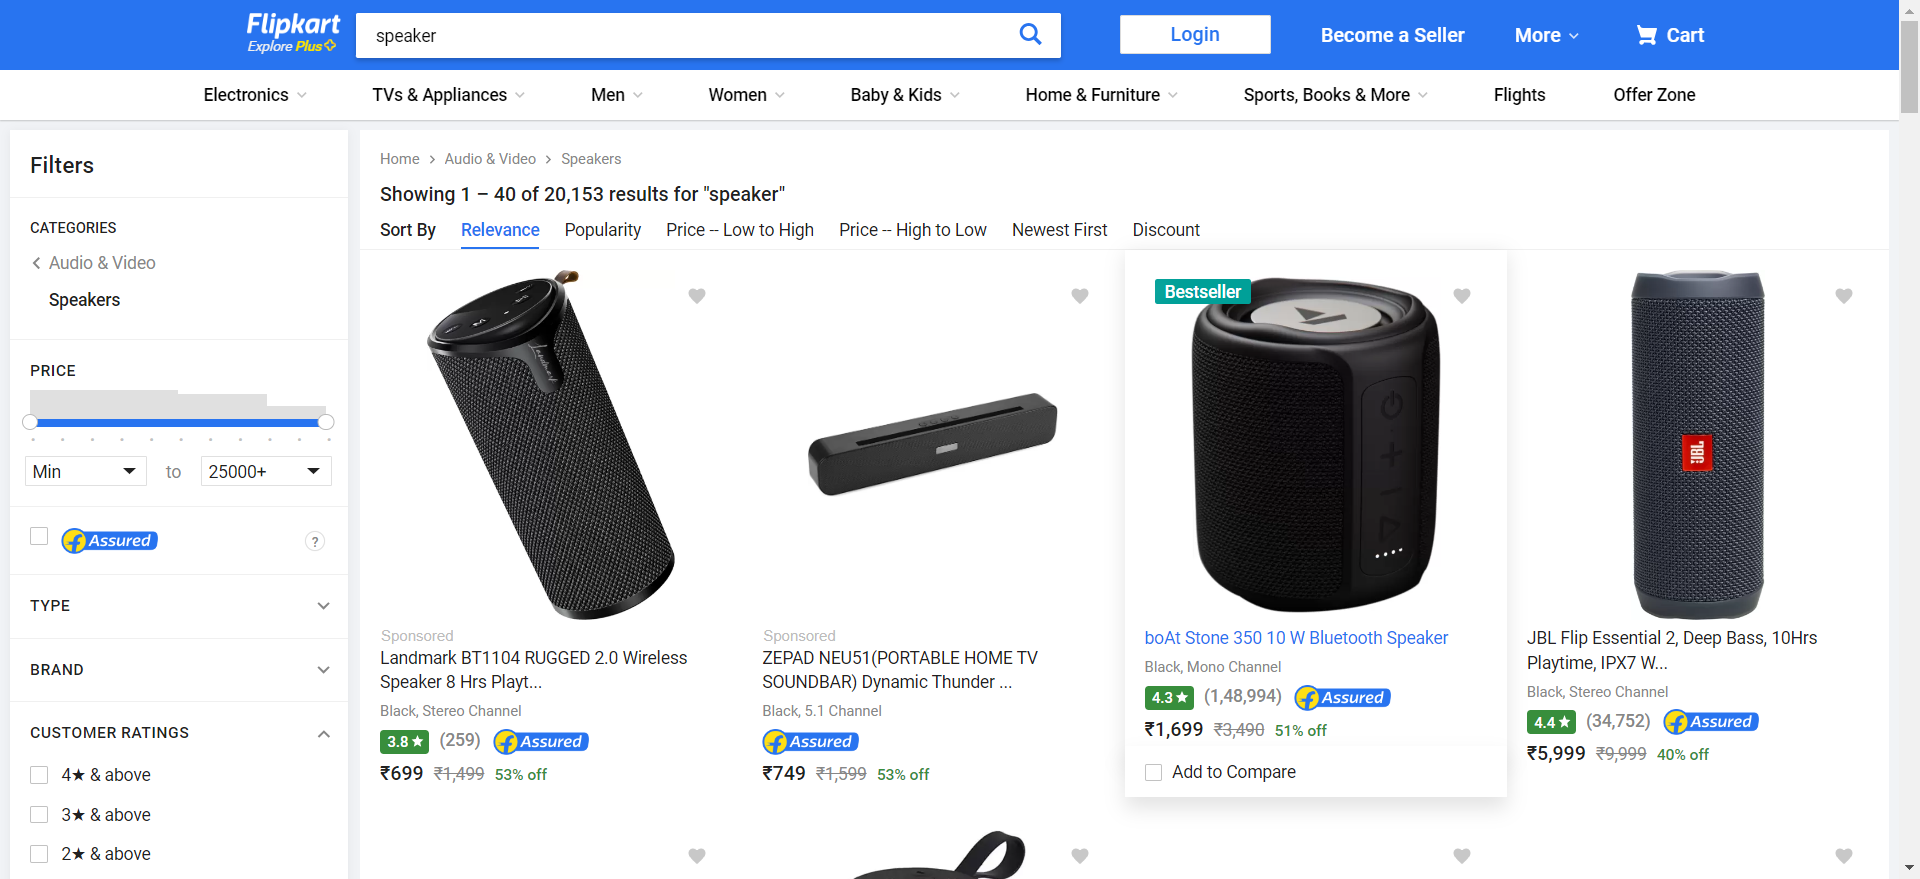 Flipkart
Explore Plus
speaker
Login
Become a Seller
More
Cart
Electronics
TVs & Appliances
Men
Women
Baby & Kids
Home & Furniture
Sports, Books & More
Flights
Offer Zone
Filters
CATEGORIES
Audio & Video
Speakers
PRICE
Min
to
25000+
Assured
?
TYPE
BRAND
CUSTOMER RATINGS
4★ & above
3★ & above
2★ & above
Home > Audio & Video > Speakers
Showing 1 – 40 of 20,153 results for "speaker"
Sort By
Relevance
Popularity
Price -- Low to High
Price -- High to Low
Newest First
Discount
Landmark
Sponsored
Landmark BT1104 RUGGED 2.0 Wireless
Speaker 8 Hrs Playt...
Black, Stereo Channel
3.8★ (259) Assured
₹699 ₹1,499 53% off
Sponsored
ZEPAD NEU51(PORTABLE HOME TV
SOUNDBAR) Dynamic Thunder ...
Black, 5.1 Channel
Assured
₹749 ₹1,599 53% off
Bestseller
boAt Stone 350 10 W Bluetooth Speaker
Black, Mono Channel
4.3★ (1,48,994) Assured
₹1,699 ₹3,490 51% off
Add to Compare
JBL
JBL Flip Essential 2, Deep Bass, 10Hrs
Playtime, IPX7 W...
Black, Stereo Channel
4.4★ (34,752) Assured
₹5,999 ₹9,999 40% off